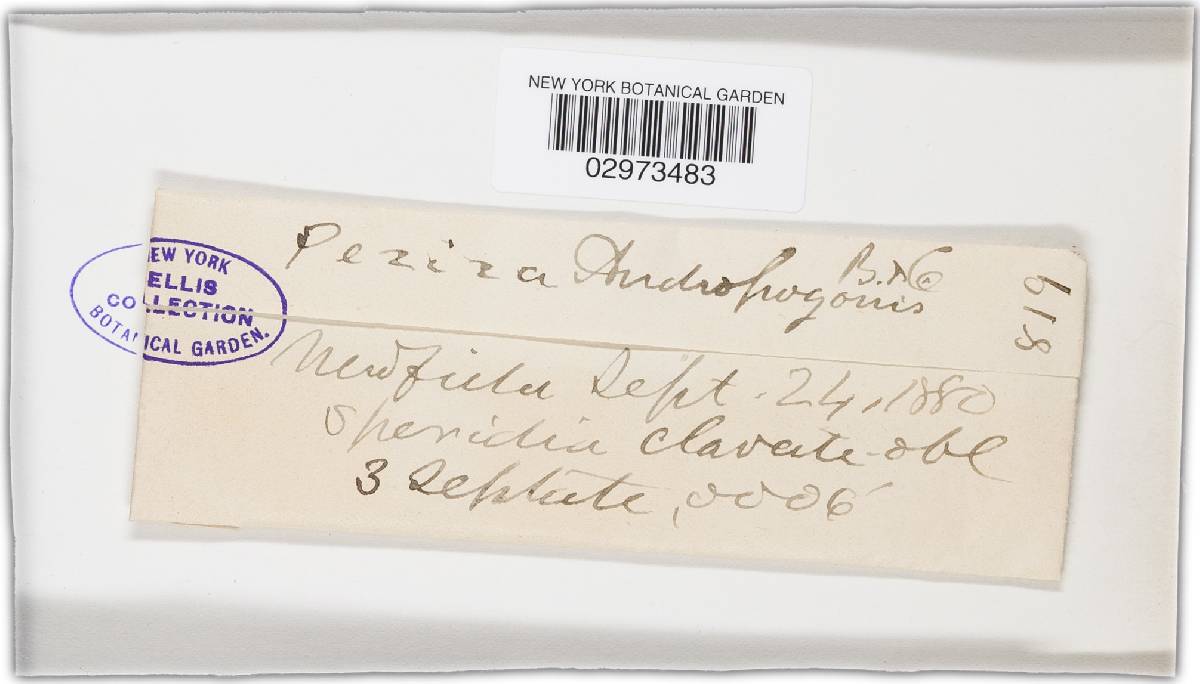 NEW YORK BOTANICAL GARDEN
02973483
Peziza Andropogonis B. & C.
618
NEW YORK
ELLIS
COLLECTION
BOTANICAL GARDEN.
Newfield Sept. 24, 1880
Sporidia clavate-obl
3 septate .0006